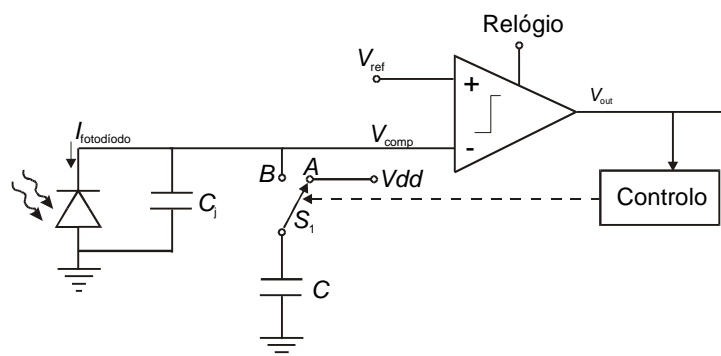 Relógio
Vref
+
Vout
Ifotodíodo
Vcomp
-
B
A
Vdd
Controlo
Cj
S1
C